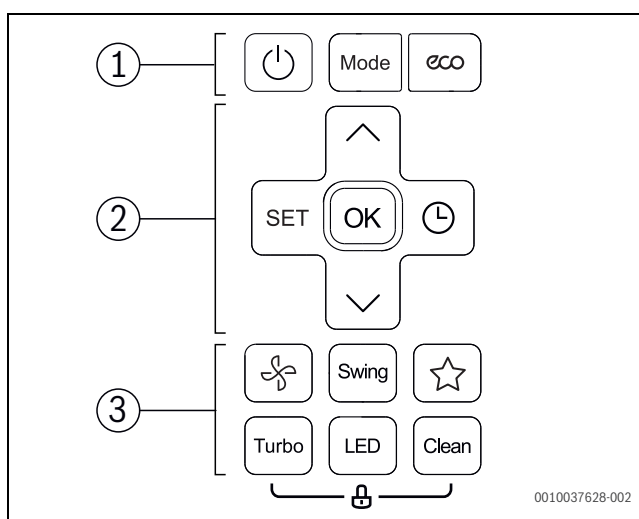 1
Mode eco
2
SET OK
3
Swing
Turbo LED Clean
0010037628-002